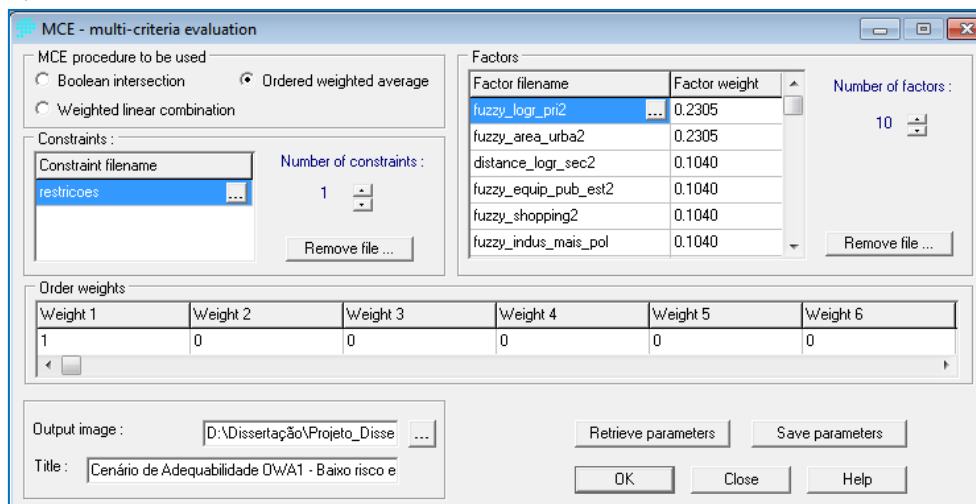 MCE - multi-criteria evaluation
MCE procedure to be used
Boolean intersection
Ordered weighted average
Weighted linear combination
Constraints :
Constraint filename
restricoes
...
Number of constraints :
1
Remove file ...
Factors
Factor filename Factor weight
fuzzy_logr_pri2 ... 0.2305
fuzzy_area_urba2 0.2305
distance_logr_sec2 0.1040
fuzzy_equip_pub_est2 0.1040
fuzzy_shopping2 0.1040
fuzzy_indus_mais_pol 0.1040
Number of factors :
10
Remove file ...
Order weights
Weight 1 Weight 2 Weight 3 Weight 4 Weight 5 Weight 6
1 0 0 0 0 0
Output image : D:\Dissertação\Projeto_Disse ...
Title : Cenário de Adequabilidade OWA1 - Baixo risco e
Retrieve parameters Save parameters
OK Close Help